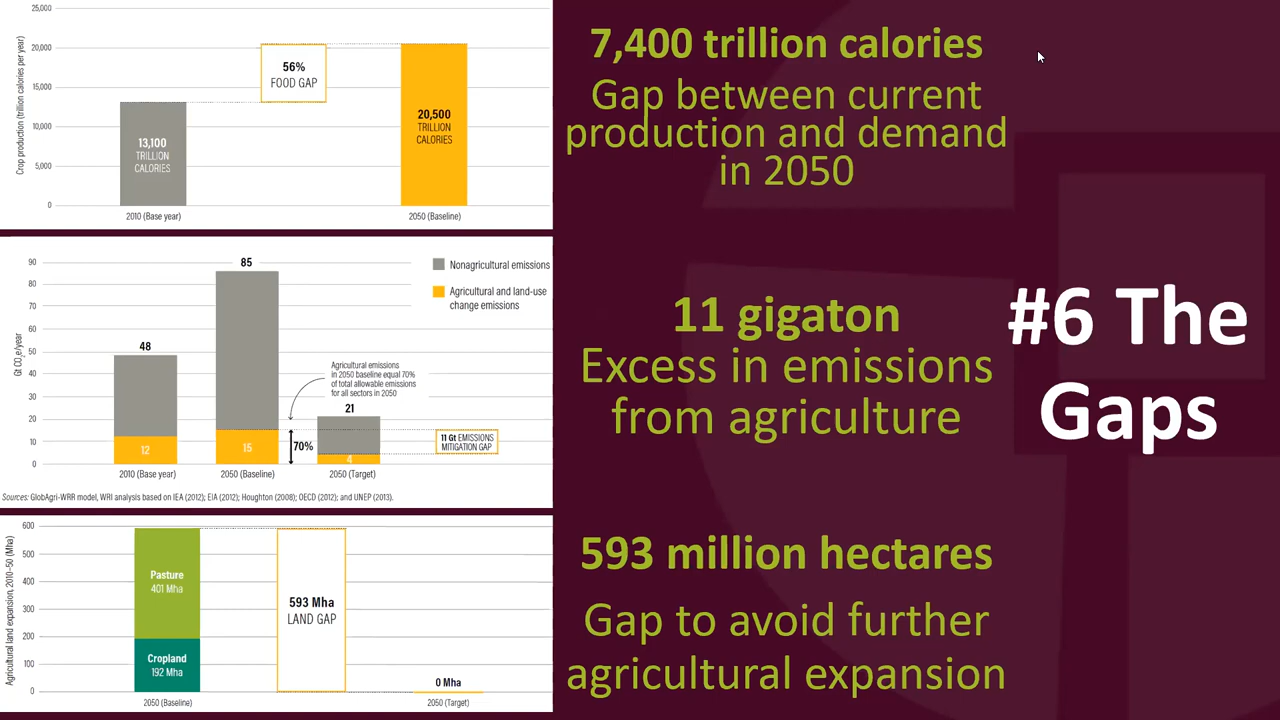 25,000
20,000
15,000
10,000
5,000
0
Crop production (trillion calories per year)
56%
FOOD GAP
13,100
TRILLION
CALORIES
20,500
TRILLION
CALORIES
2010 (Base year)
2050 (Baseline)
7,400 trillion calories
Gap between current
production and demand
in 2050
90
80
70
60
50
40
30
20
10
0
Gt CO2e/year
48
85
21
12
15
4
Nonagricultural emissions
Agricultural and land-use
change emissions
Agricultural emissions
in 2050 baseline equal 70%
of total allowable emissions
for all sectors in 2050
70%
11 Gt EMISSIONS
MITIGATION GAP
2010 (Base year)
2050 (Baseline)
2050 (Target)
Sources: GlobAgri-WRR model, WRI analysis based on IEA (2012); EIA (2012); Houghton (2008); OECD (2012); and UNEP (2013).
11 gigaton
Excess in emissions
from agriculture
#6 The
Gaps
600
500
400
300
200
100
0
Agricultural land expansion, 2010–50 (Mha)
Pasture
401 Mha
Cropland
192 Mha
593 Mha
LAND GAP
0 Mha
2050 (Baseline)
2050 (Target)
593 million hectares
Gap to avoid further
agricultural expansion